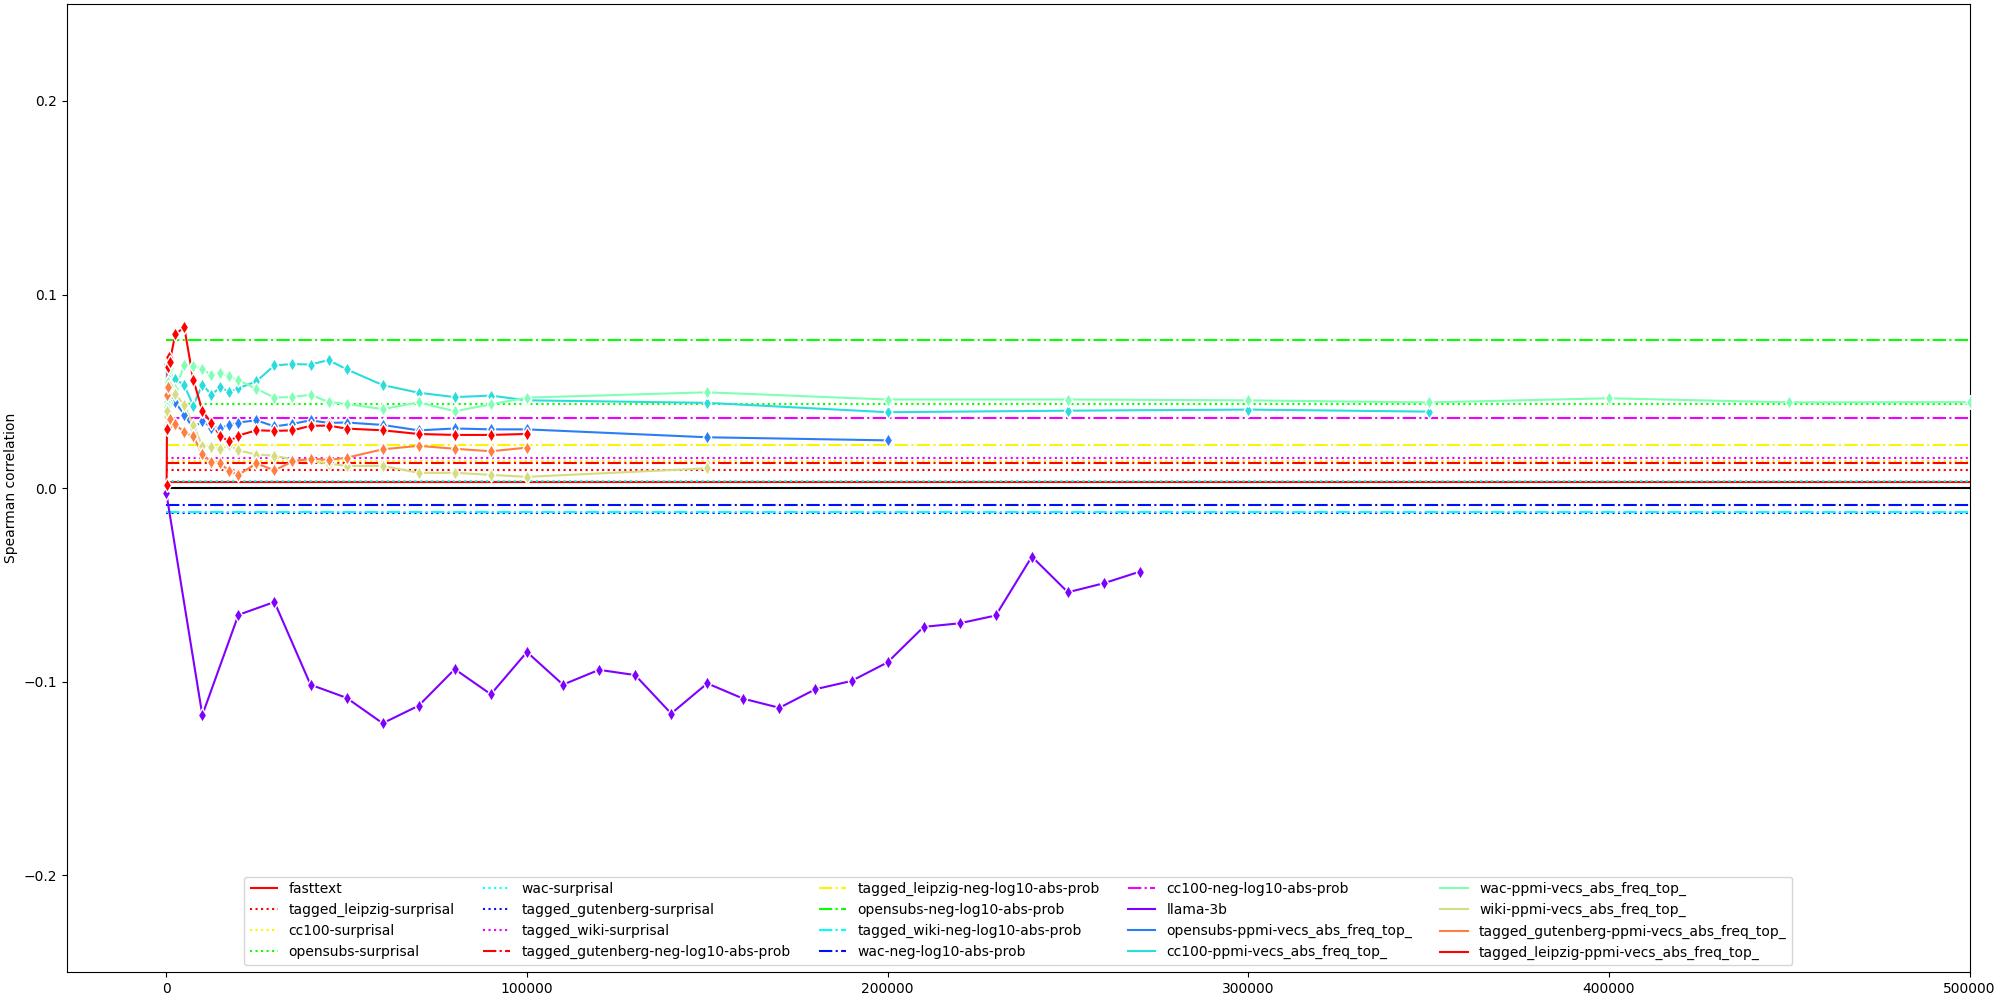 0.2
0.1
0.0
−0.1
−0.2
Spearman correlation
fasttext
tagged_leipzig-surprisal
cc100-surprisal
opensubs-surprisal
wac-surprisal
tagged_gutenberg-surprisal
tagged_wiki-surprisal
tagged_gutenberg-neg-log10-abs-prob
tagged_leipzig-neg-log10-abs-prob
opensubs-neg-log10-abs-prob
tagged_wiki-neg-log10-abs-prob
wac-neg-log10-abs-prob
cc100-neg-log10-abs-prob
llama-3b
opensubs-ppmi-vecs_abs_freq_top_
cc100-ppmi-vecs_abs_freq_top_
wac-ppmi-vecs_abs_freq_top_
wiki-ppmi-vecs_abs_freq_top_
tagged_gutenberg-ppmi-vecs_abs_freq_top_
tagged_leipzig-ppmi-vecs_abs_freq_top_
0 100000 200000 300000 400000 500000